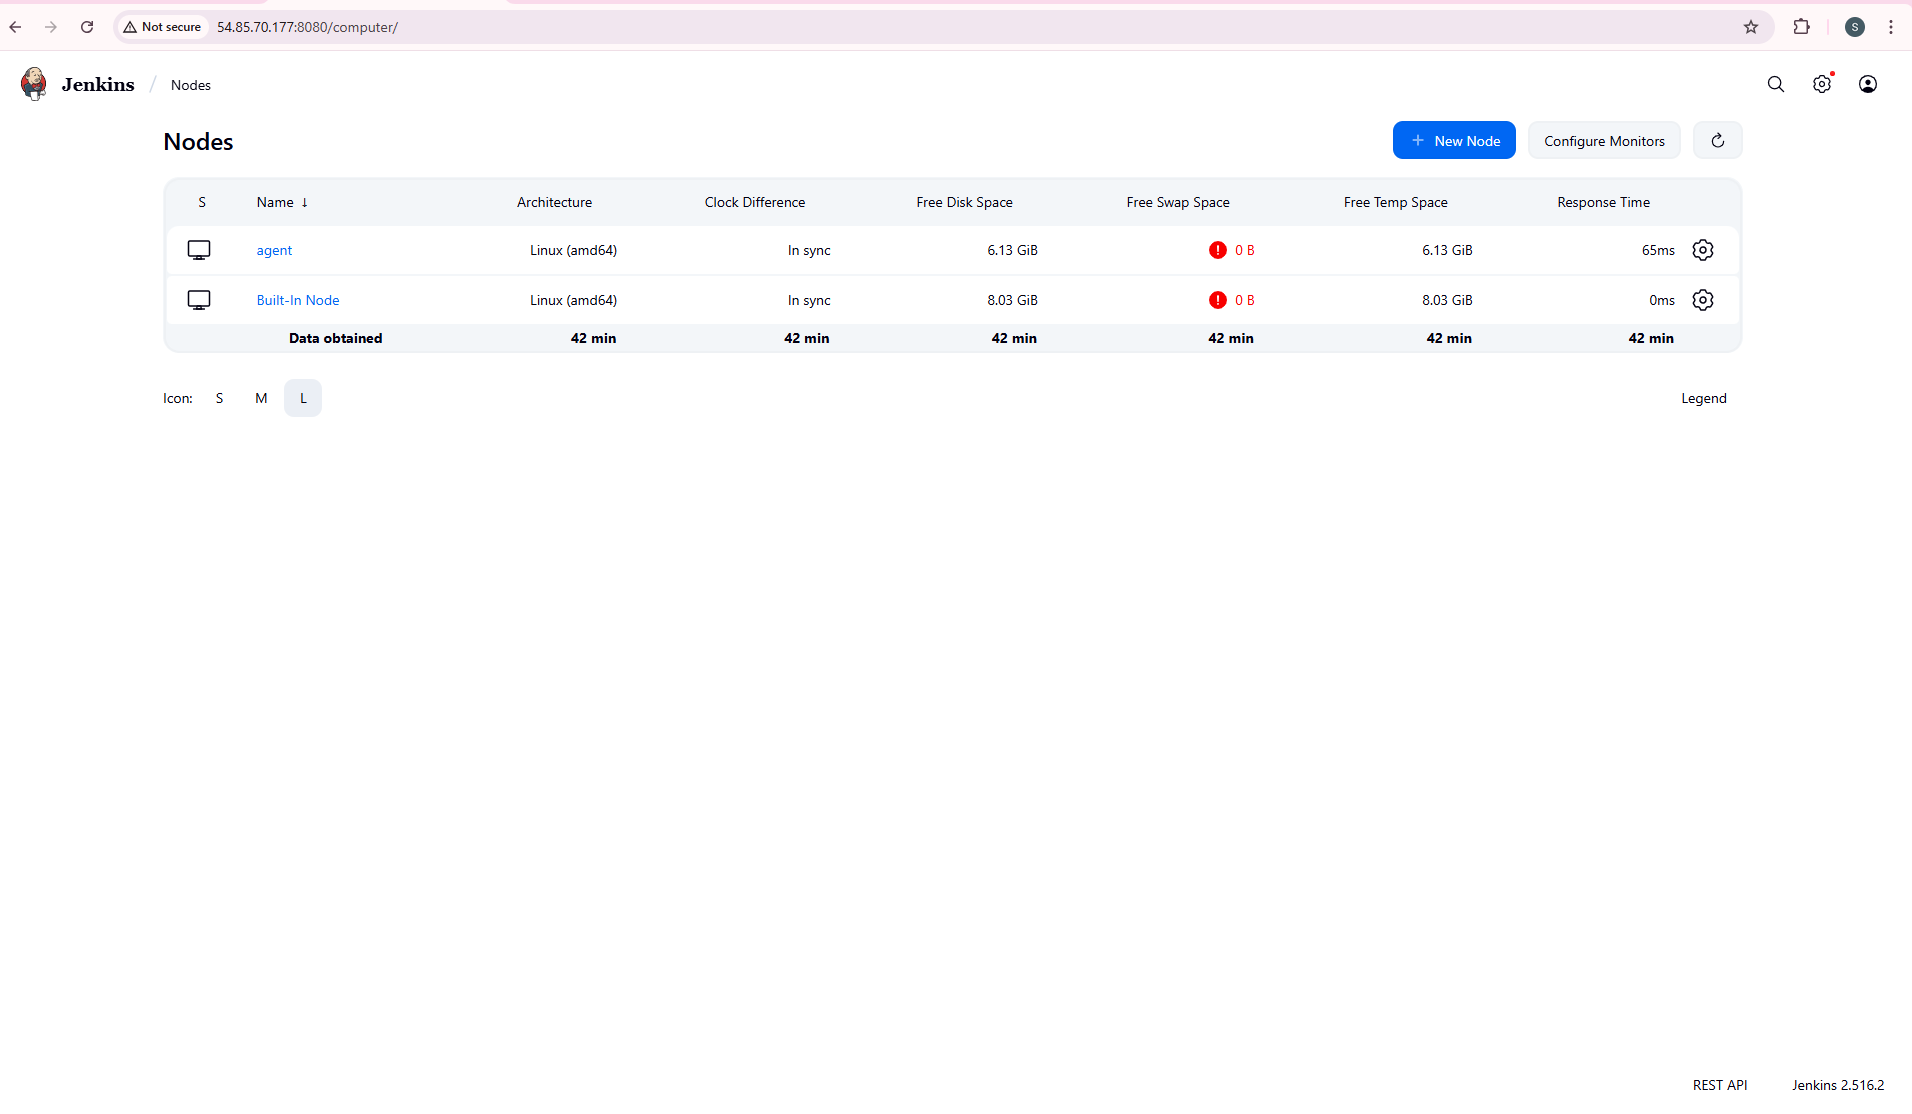 Not secure 54.85.70.177:8080/computer/ S
Jenkins / Nodes
Nodes
+ New Node Configure Monitors
S Name ↓ Architecture Clock Difference Free Disk Space Free Swap Space Free Temp Space Response Time
agent Linux (amd64) In sync 6.13 GiB ! 0 B 6.13 GiB 65ms
Built-In Node Linux (amd64) In sync 8.03 GiB ! 0 B 8.03 GiB 0ms
Data obtained 42 min 42 min 42 min 42 min 42 min 42 min
Icon: S M L Legend
REST API Jenkins 2.516.2